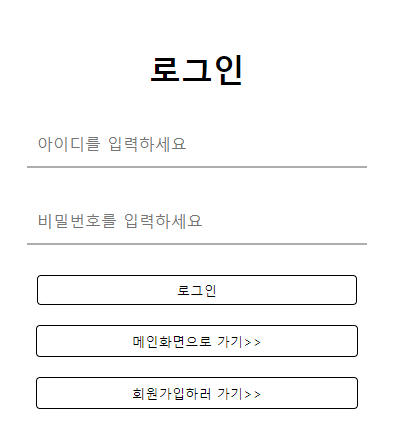 로그인
아이디를 입력하세요
비밀번호를 입력하세요
로그인
메인화면으로 가기>>
회원가입하러 가기>>